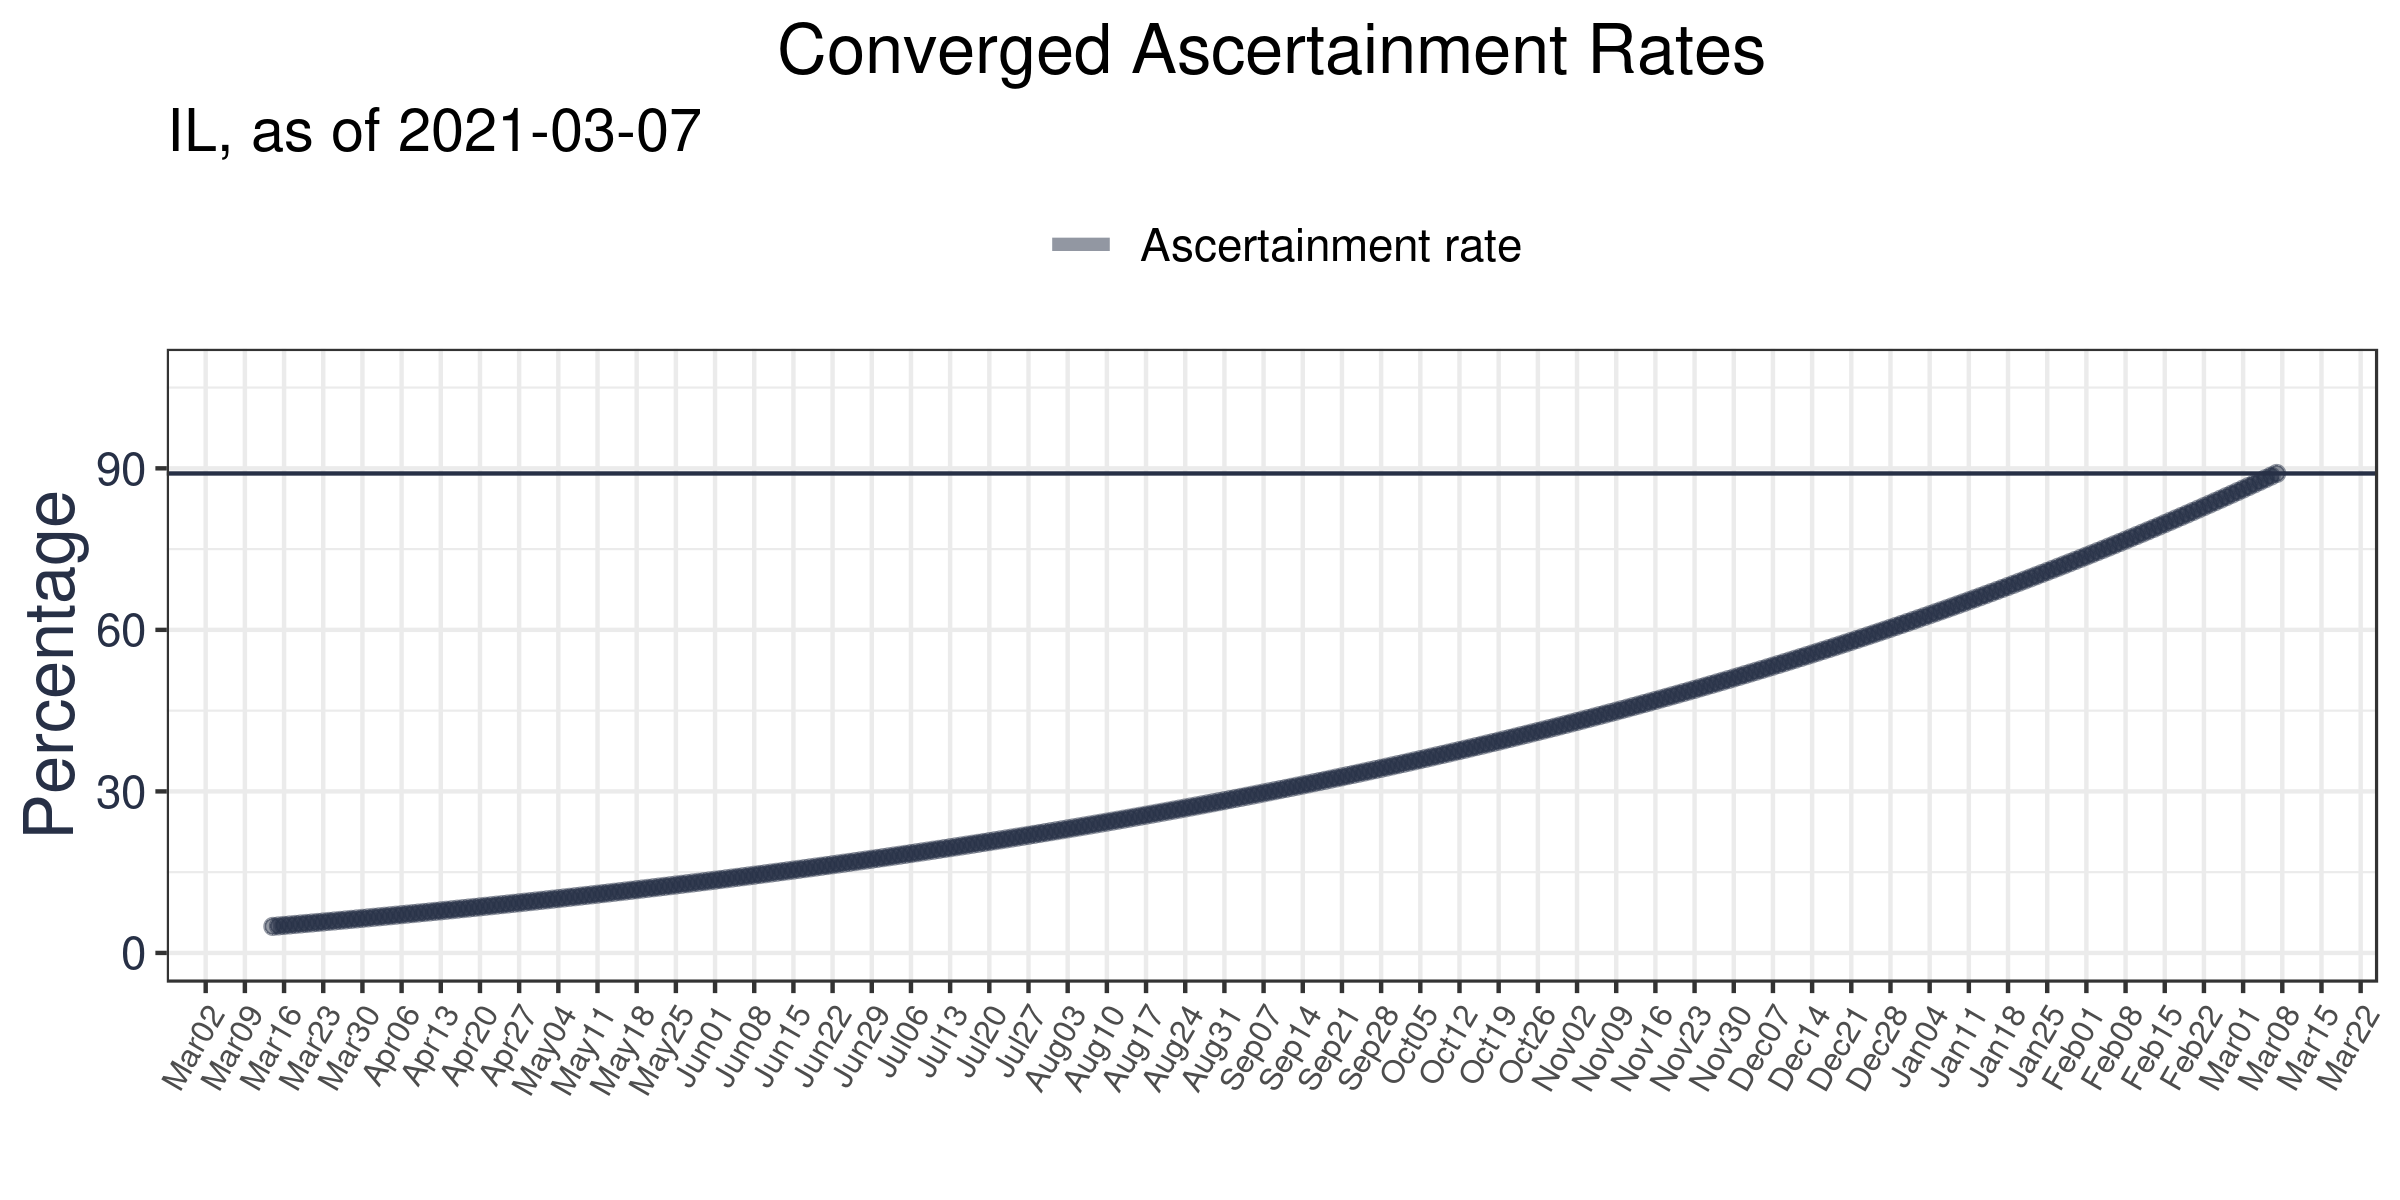 Converged Ascertainment Rates
IL, as of 2021-03-07
Ascertainment rate
Percentage
90
60
30
0
Mar02 Mar09 Mar16 Mar23 Mar30 Apr06 Apr13 Apr20 Apr27 May04 May11 May18 May25 Jun01 Jun08 Jun15 Jun22 Jun29 Jul06 Jul13 Jul20 Jul27 Aug03 Aug10 Aug17 Aug24 Aug31 Sep07 Sep14 Sep21 Sep28 Oct05 Oct12 Oct19 Oct26 Nov02 Nov09 Nov16 Nov23 Nov30 Dec07 Dec14 Dec21 Dec28 Jan04 Jan11 Jan18 Jan25 Feb01 Feb08 Feb15 Feb22 Mar01 Mar08 Mar15 Mar22